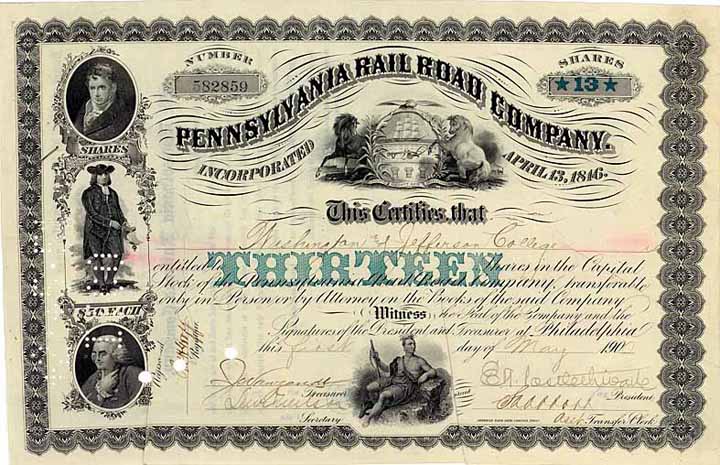 NUMBER
582859
SHARES
★13★
PENNSYLVANIA RAIL ROAD COMPANY.
INCORPORATED
APRIL 13, 1846.
SHARES
$50 EACH
This Certifies that
Washington & Jefferson College
entitled to THIRTEEN Shares in the Capital
Stock of the Pennsylvania Rail Road Company, transferable
only in Person or by Attorney on the Books of the said Company
Witness the Seal of the Company and the
Signatures of the President and Treasurer at Philadelphia
this first day of May 190
Treasurer
President
Secretary
Transfer Clerk